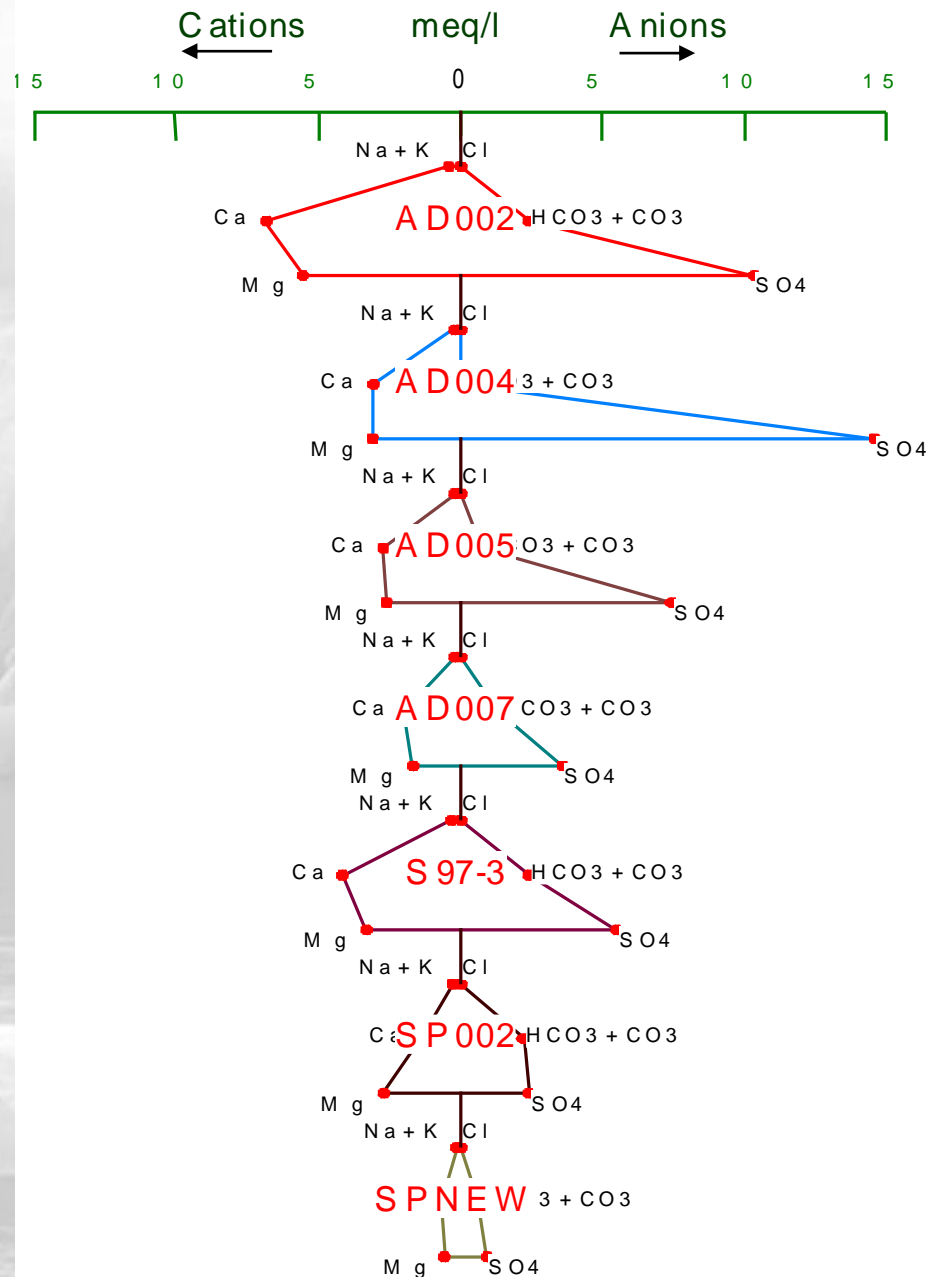 Cations meq/l Anions
15 10 5 0 5 10 15
Na+K Cl
Ca AD002 HCO3+CO3
Mg SO4
Na+K Cl
Ca AD004 3+CO3
Mg SO4
Na+K Cl
Ca AD005 O3+CO3
Mg SO4
Na+K Cl
Ca AD007 CO3+CO3
Mg SO4
Na+K Cl
Ca S97-3 HCO3+CO3
Mg SO4
Na+K Cl
Ca SP002 HCO3+CO3
Mg SO4
Na+K Cl
SPNEW 3+CO3
Mg SO4